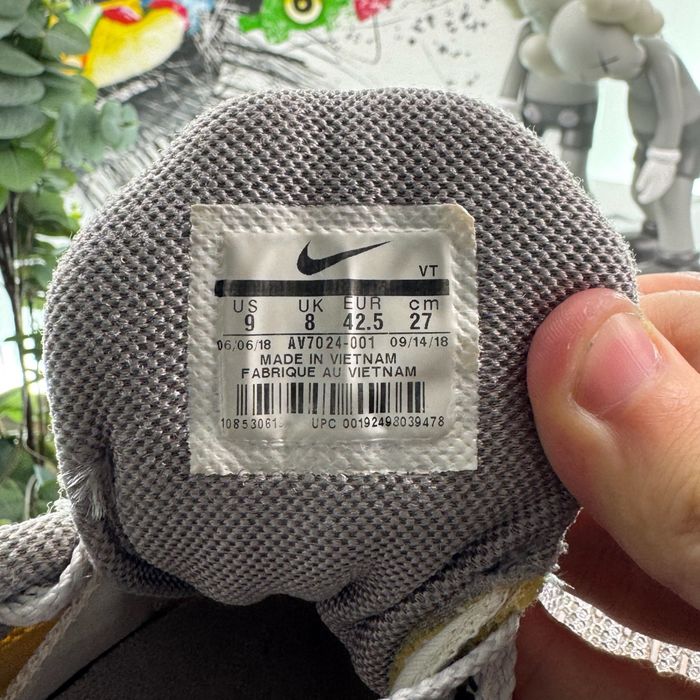 VT
US UK EUR cm
9 8 42.5 27
06/06/18 AV7024-001 09/14/18
MADE IN VIETNAM
FABRIQUE AU VIETNAM
UPC 00192498039478